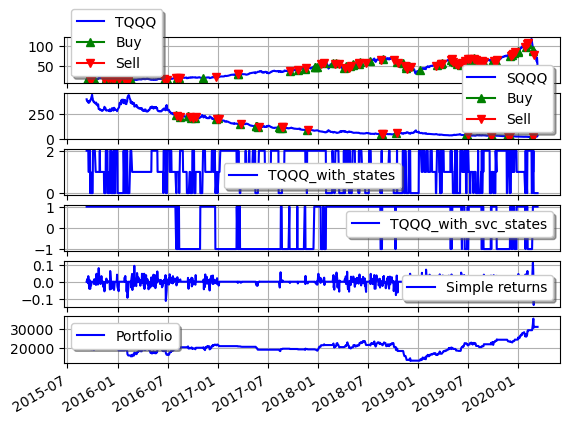 TQQQ
Buy
Sell
100
50
SQQQ
Buy
Sell
250
0
2
0
TQQQ_with_states
1
0
−1
TQQQ_with_svc_states
0.1
0.0
−0.1
Simple returns
30000
20000
Portfolio
2015-07
2016-01
2016-07
2017-01
2017-07
2018-01
2018-07
2019-01
2019-07
2020-01